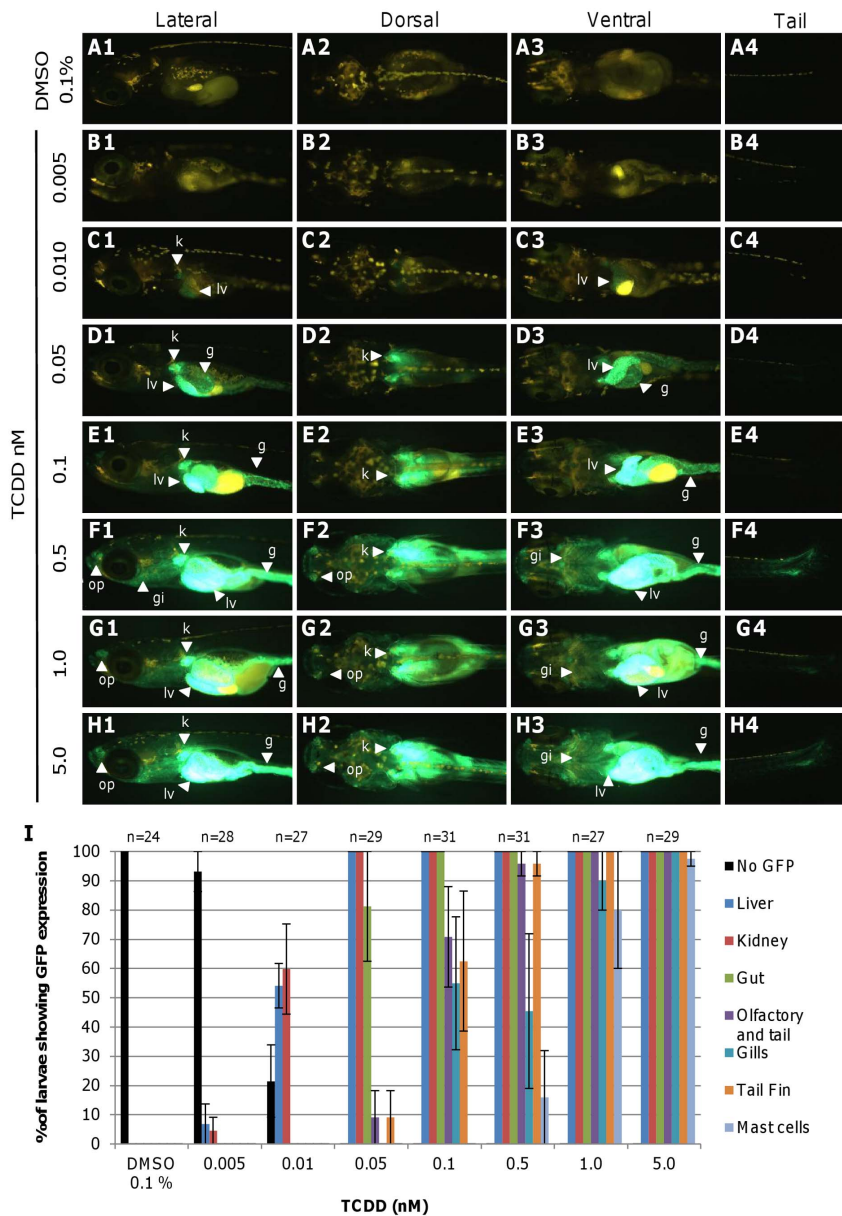 Lateral Dorsal Ventral Tail
DMSO 0.1%
A1 A2 A3 A4
TCDD nM
0.005
B1 B2 B3 B4
0.010
C1 k lv C2 C3 lv C4
0.05
D1 k g lv D2 k D3 lv g D4
0.1
E1 k g lv E2 k E3 lv g E4
0.5
F1 k g op gi lv F2 k op F3 gi g lv F4
1.0
G1 k op lv g G2 k op G3 g gi lv G4
5.0
H1 k g op lv H2 k op H3 gi g lv H4
I
n=24 n=28 n=27 n=29 n=31 n=31 n=27 n=29
%of larvae showing GFP expression
100
90
80
70
60
50
40
30
20
10
0
DMSO 0.005 0.01 0.05 0.1 0.5 1.0 5.0
0.1 %
TCDD (nM)
No GFP
Liver
Kidney
Gut
Olfactory
and tail
Gills
Tail Fin
Mast cells